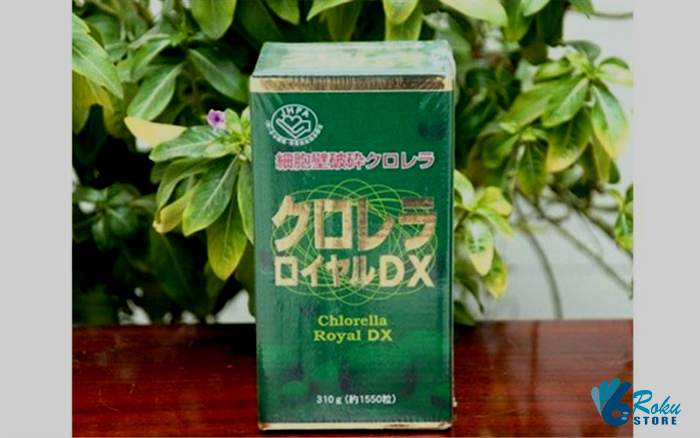 JHFA
細胞壁破砕クロレラ
クロレラ
ロイヤルDX
Chlorella
Royal DX
310g(約1550粒)
Roku
STORE